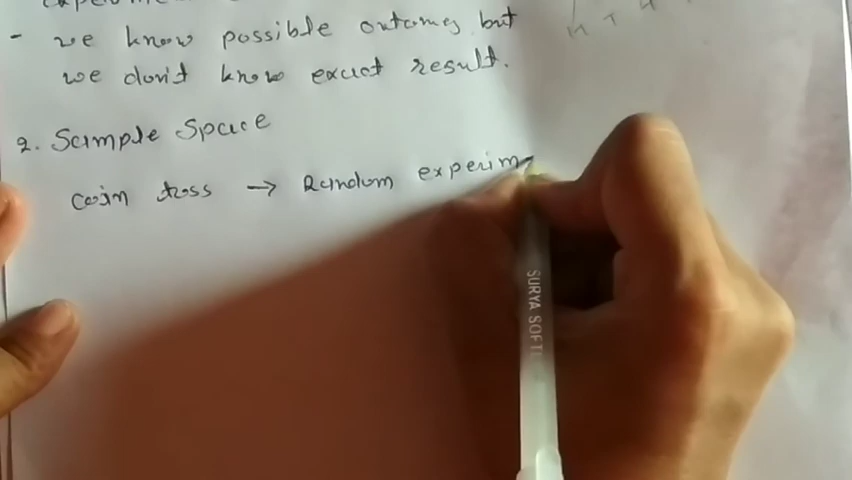 - we know possible outcomes but
we don't know exact result.
H T H
2. Sample Space
Coin toss → Random experim
SURYA SOFT